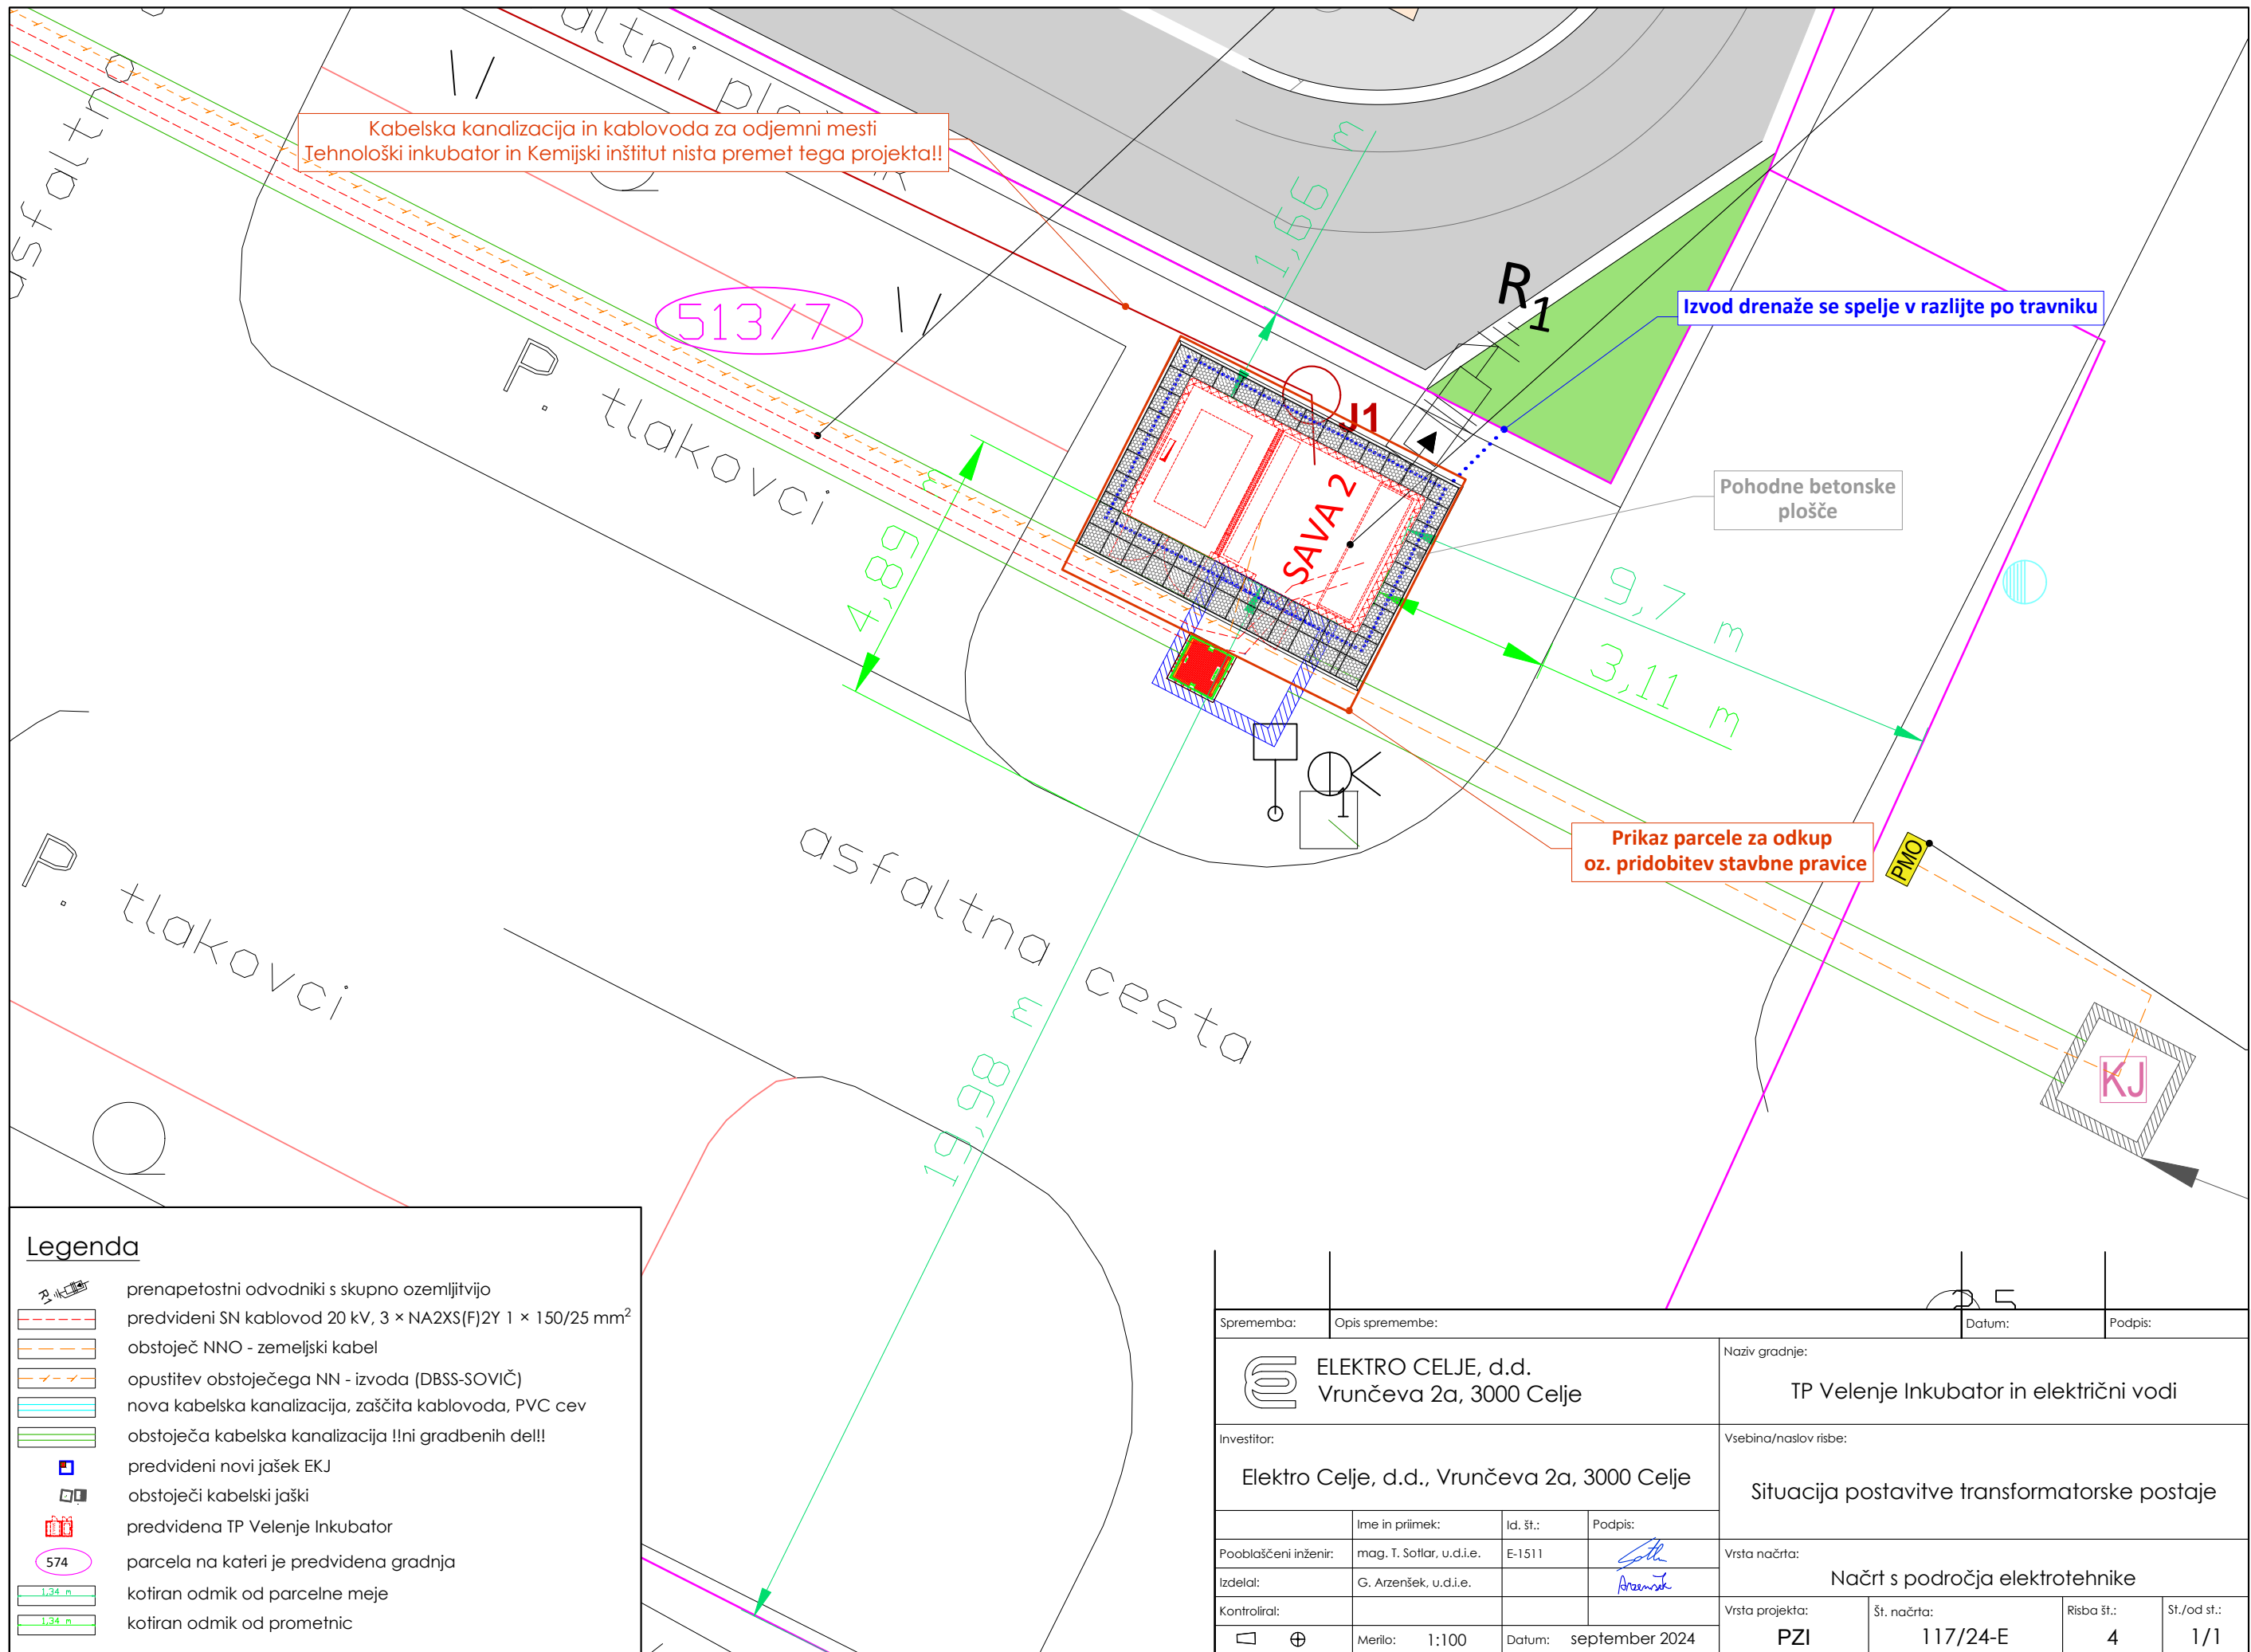 Kabelska kanalizacija in kablovoda za odjemni mesti
Tehnološki inkubator in Kemijski inštitut nista premet tega projekta!!
513/7
1,66 m
R1
Izvod drenaže se spelje v razlijte po travniku
P. tlakovci
J1
SAVA 2
Pohodne betonske
plošče
4,89 m
9,7 m
3,11 m
1
Prikaz parcele za odkup
oz. pridobitev stavbne pravice
PMO
P. tlakovci
asfaltna cesta
19,98 m
KJ
Legenda
R1
prenapetostni odvodniki s skupno ozemljitvijo
predvideni SN kablovod 20 kV, 3 × NA2XS(F)2Y 1 × 150/25 mm²
obstoječ NNO - zemeljski kabel
opustitev obstoječega NN - izvoda (DBSS-SOVIČ)
nova kabelska kanalizacija, zaščita kablovoda, PVC cev
obstoječa kabelska kanalizacija !!ni gradbenih del!!
predvideni novi jašek EKJ
obstoječi kabelski jaški
predvidena TP Velenje Inkubator
574
parcela na kateri je predvidena gradnja
1,34 m
kotiran odmik od parcelne meje
1,34 m
kotiran odmik od prometnic
Sprememba:
Opis spremembe:
Datum:
Podpis:
ELEKTRO CELJE, d.d.
Vrunčeva 2a, 3000 Celje
Naziv gradnje:
TP Velenje Inkubator in električni vodi
Investitor:
Elektro Celje, d.d., Vrunčeva 2a, 3000 Celje
Vsebina/naslov risbe:
Situacija postavitve transformatorske postaje
Ime in priimek:
Id. št.:
Podpis:
Pooblaščeni inženir:
mag. T. Sotlar, u.d.i.e.
E-1511
Izdelal:
G. Arzenšek, u.d.i.e.
Arzenšek
Kontroliral:
Merilo:
1:100
Datum:
september 2024
Vrsta načrta:
Načrt s področja elektrotehnike
Vrsta projekta:
PZI
Št. načrta:
117/24-E
Risba št.:
4
St./od st.:
1/1